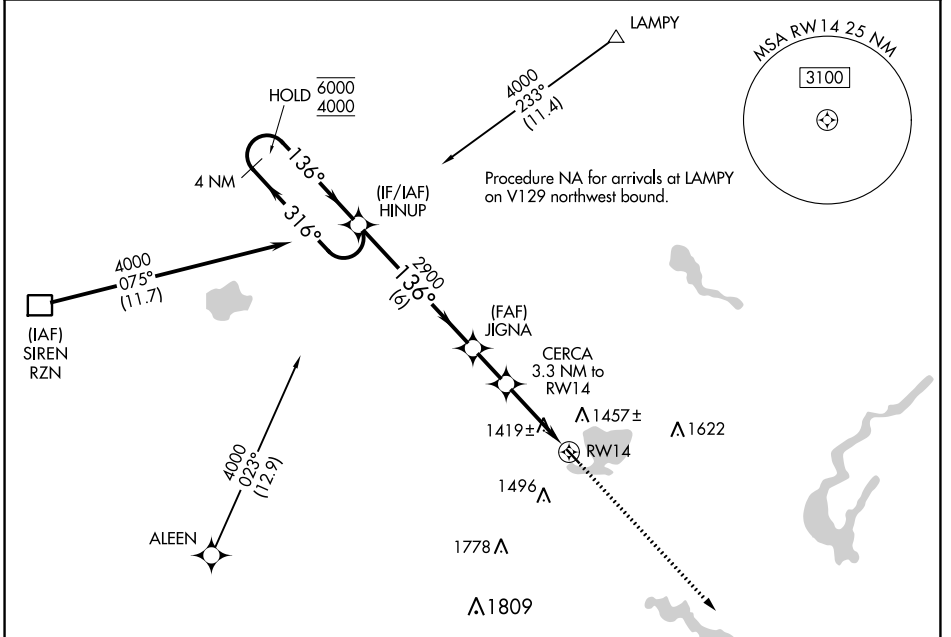 LAMPY
MSA RW14 25 NM
3100
HOLD
6000
4000
4000
233°
(11.4)
136°
4 NM
(IF/IAF)
HINUP
Procedure NA for arrivals at LAMPY
on V129 northwest bound.
316°
4000
075°
(11.7)
2900
136°
(6)
(IAF)
SIREN
RZN
(FAF)
JIGNA
CERCA
3.3 NM to
RW14
1419±
1457±
1622
RW14
4000
023°
(12.9)
1496
ALEEN
1778
1809